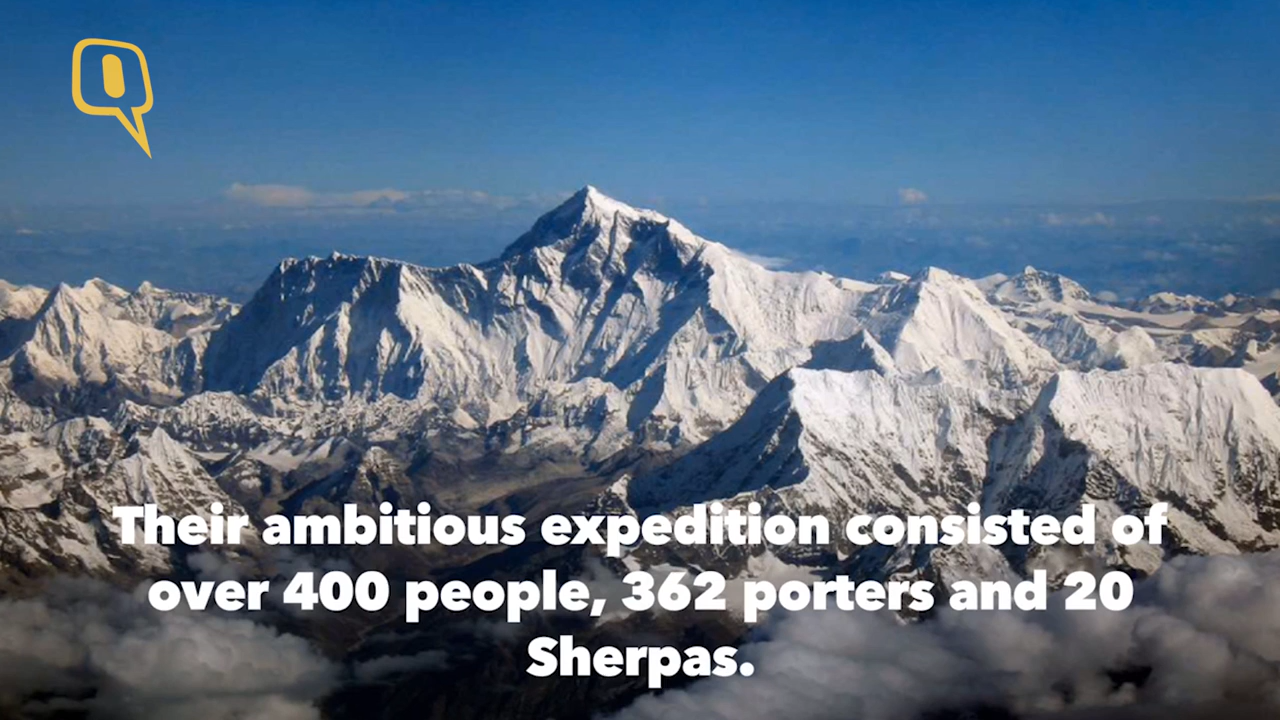 Their ambitious expedition consisted of
over 400 people, 362 porters and 20
Sherpas.